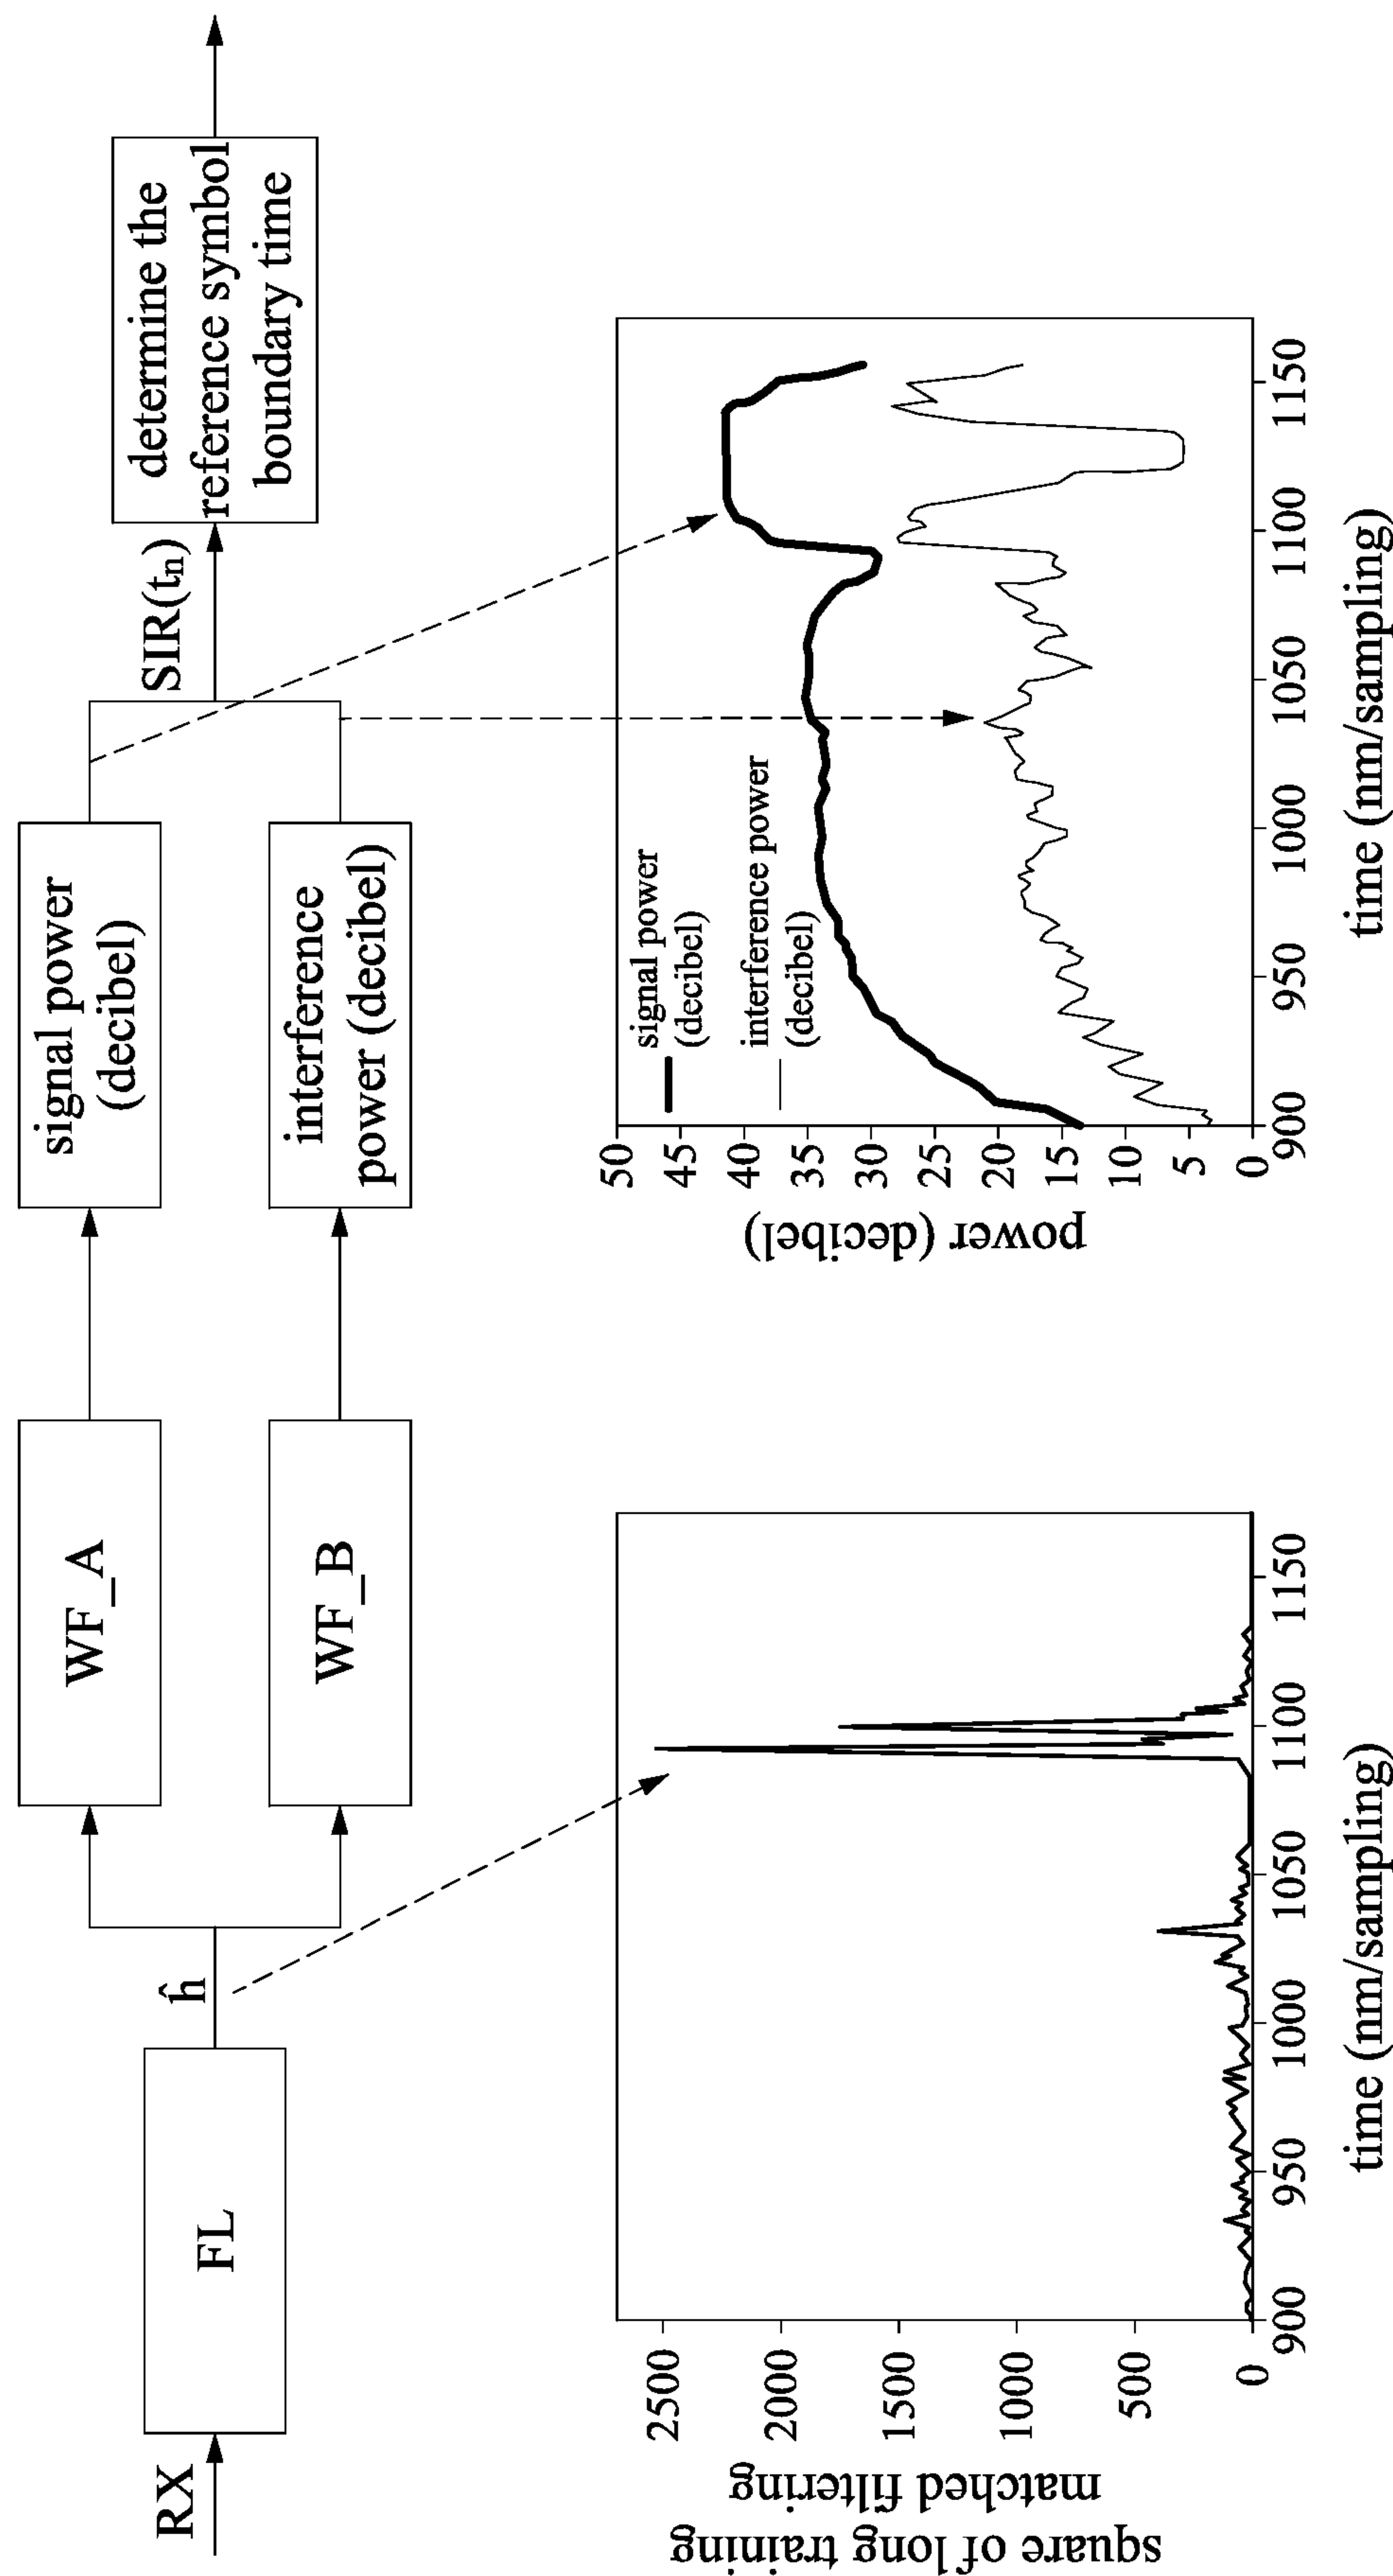 RX
FL
ĥ
WF_A
WF_B
signal power
(decibel)
interference
power (decibel)
SIR(tn)
determine the
reference symbol
boundary time
square of long training
matched filtering
2500
2000
1500
1000
500
0
900
950
1000
1050
1100
1150
time (nm/sampling)
power (decibel)
50
45
40
35
30
25
20
15
10
5
0
signal power
(decibel)
interference power
(decibel)
900
950
1000
1050
1100
1150
time (nm/sampling)